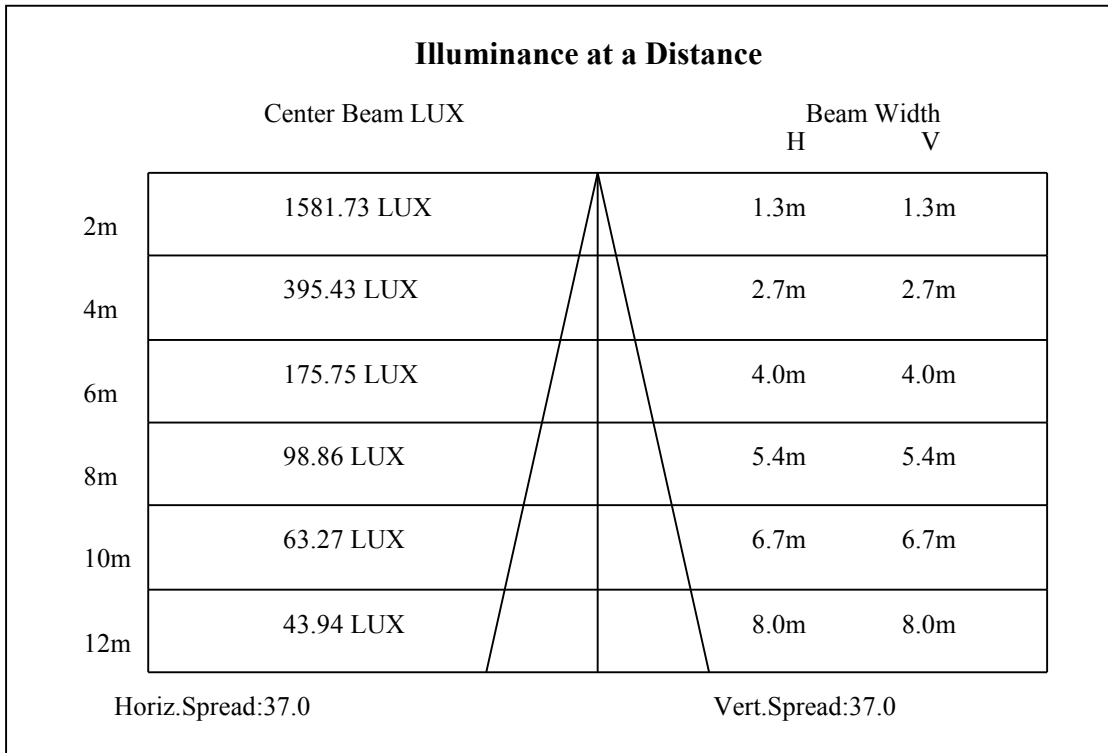 Illuminance at a Distance
Center Beam LUX Beam Width
H V
2m 1581.73 LUX 1.3m 1.3m
4m 395.43 LUX 2.7m 2.7m
6m 175.75 LUX 4.0m 4.0m
8m 98.86 LUX 5.4m 5.4m
10m 63.27 LUX 6.7m 6.7m
12m 43.94 LUX 8.0m 8.0m
Horiz.Spread:37.0 Vert.Spread:37.0